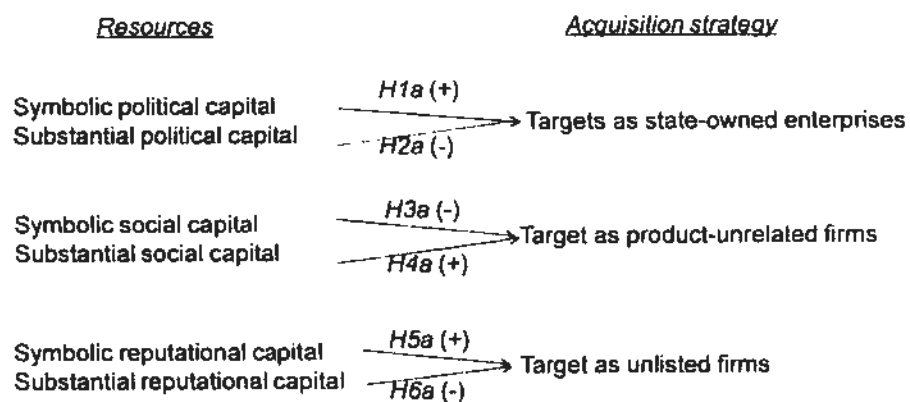 Resources
Acquisition strategy
H1a (+)
Symbolic political capital
Substantial political capital
Targets as state-owned enterprises
H2a (-)
Symbolic social capital
H3a (-)
Substantial social capital
Target as product-unrelated firms
H4a (+)
Symbolic reputational capital
H5a (+)
Substantial reputational capital
Target as unlisted firms
H6a (-)